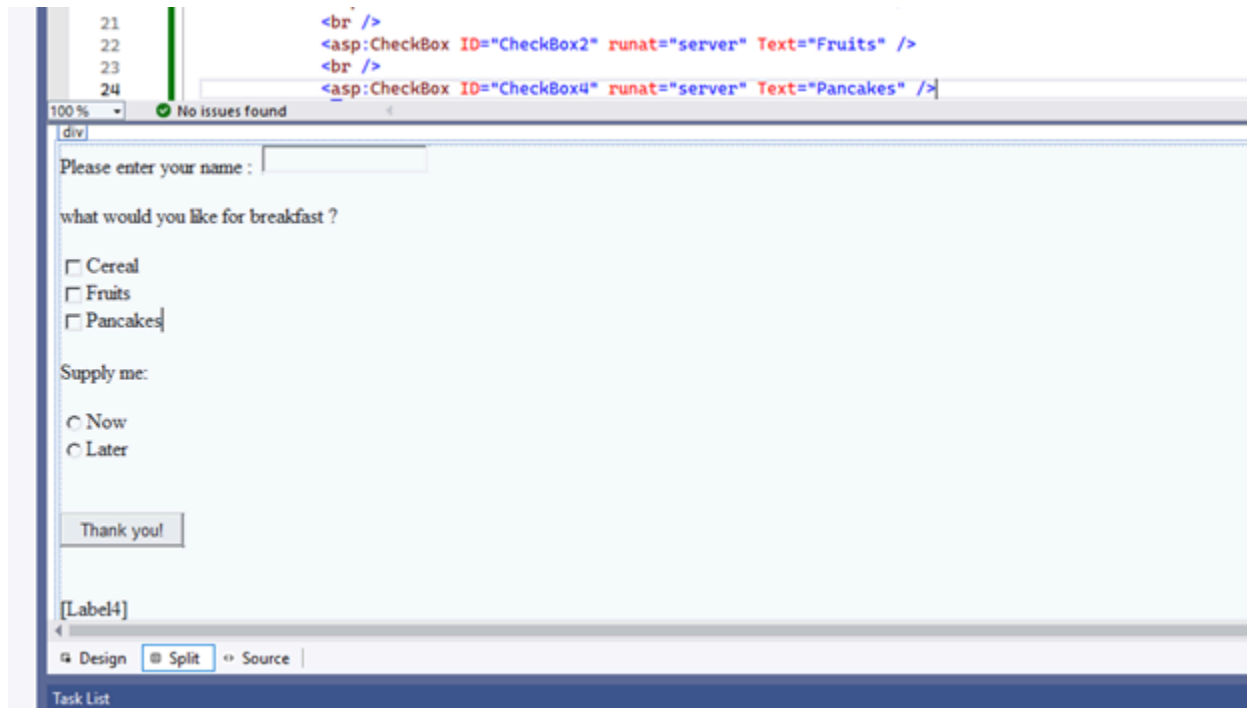 21 <br />
22 <asp:CheckBox ID="CheckBox2" runat="server" Text="Fruits" />
23 <br />
24 <asp:CheckBox ID="CheckBox4" runat="server" Text="Pancakes" />
100 % No issues found
div
Please enter your name :
what would you like for breakfast ?
Cereal
Fruits
Pancakes
Supply me:
Now
Later
Thank you!
[Label4]
Design Split Source
Task List